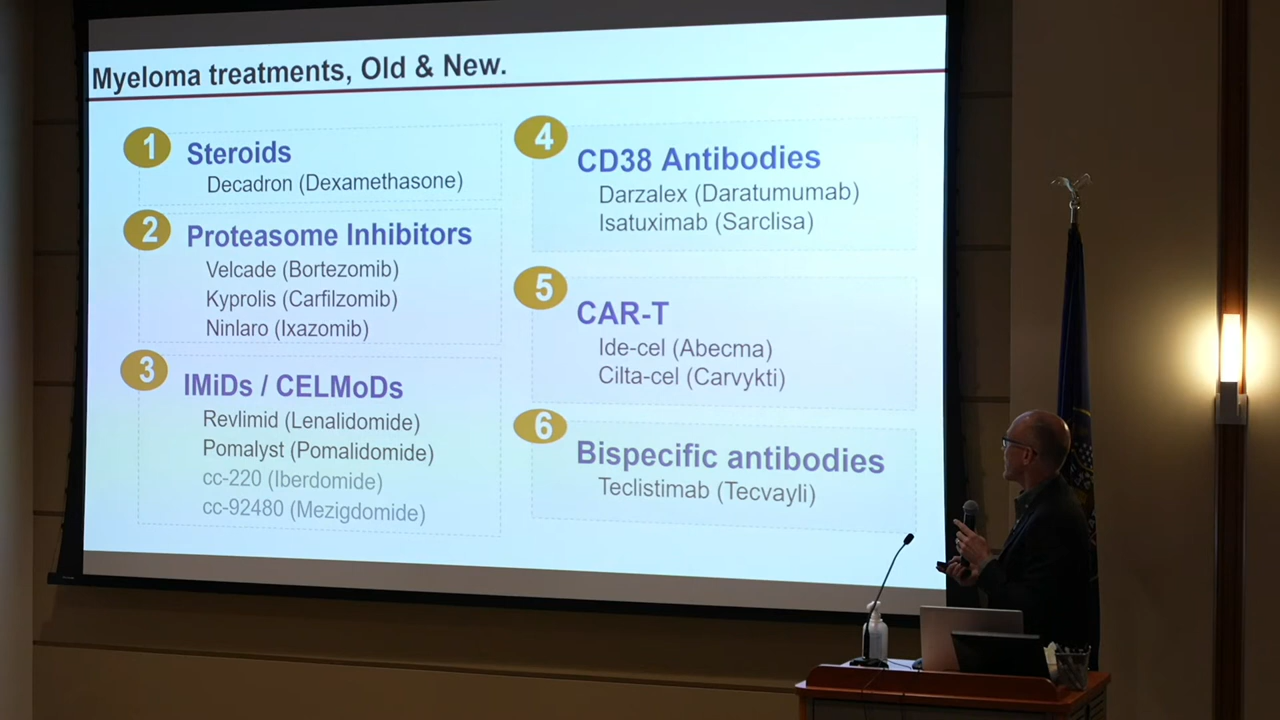 Myeloma treatments, Old & New.
1
Steroids
Decadron (Dexamethasone)
2
Proteasome Inhibitors
Velcade (Bortezomib)
Kyprolis (Carfilzomib)
Ninlaro (Ixazomib)
3
IMiDs / CELMoDs
Revlimid (Lenalidomide)
Pomalyst (Pomalidomide)
cc-220 (Iberdomide)
cc-92480 (Mezigdomide)
4
CD38 Antibodies
Darzalex (Daratumumab)
Isatuximab (Sarclisa)
5
CAR-T
Ide-cel (Abecma)
Cilta-cel (Carvykti)
6
Bispecific antibodies
Teclistimab (Tecvayli)